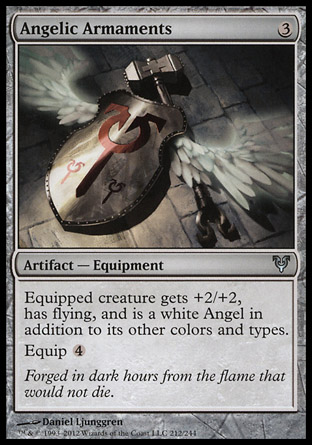 Angelic Armaments 3
Artifact — Equipment
Equipped creature gets +2/+2,
has flying, and is a white Angel in
addition to its other colors and types.
Equip 4
Forged in dark hours from the flame that
would not die.
Daniel Ljunggren
™ & © 1993–2012 Wizards of the Coast LLC 212/244